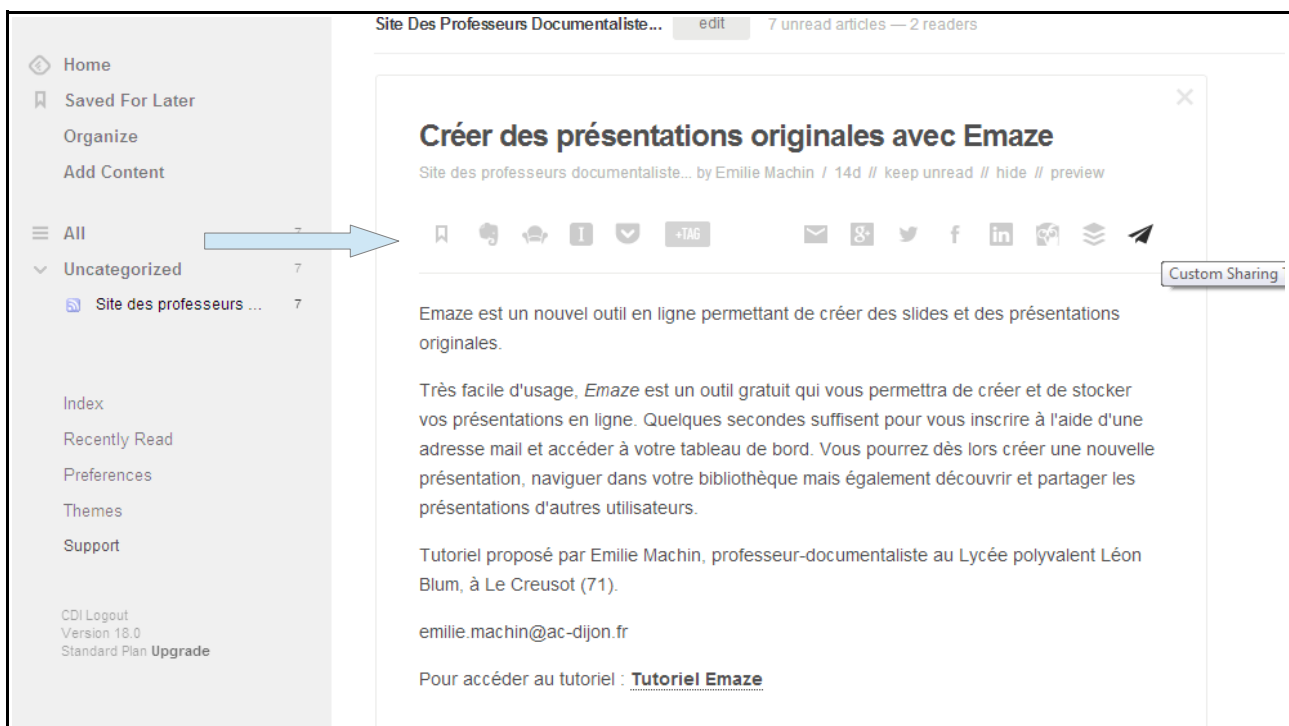 Site Des Professeurs Documentaliste... edit 7 unread articles — 2 readers
Home
Saved For Later
Organize
Add Content
All 7
Uncategorized 7
Site des professeurs ... 7
Index
Recently Read
Preferences
Themes
Support
CDI Logout
Version 18.0
Standard Plan Upgrade
Créer des présentations originales avec Emaze
Site des professeurs documentaliste... by Emilie Machin / 14d // keep unread // hide // preview
+TAG
Custom Sharing
Emaze est un nouvel outil en ligne permettant de créer des slides et des présentations
originales.
Très facile d'usage, Emaze est un outil gratuit qui vous permettra de créer et de stocker
vos présentations en ligne. Quelques secondes suffisent pour vous inscrire à l'aide d'une
adresse mail et accéder à votre tableau de bord. Vous pourrez dès lors créer une nouvelle
présentation, naviguer dans votre bibliothèque mais également découvrir et partager les
présentations d'autres utilisateurs.
Tutoriel proposé par Emilie Machin, professeur-documentaliste au Lycée polyvalent Léon
Blum, à Le Creusot (71).
emilie.machin@ac-dijon.fr
Pour accéder au tutoriel : Tutoriel Emaze